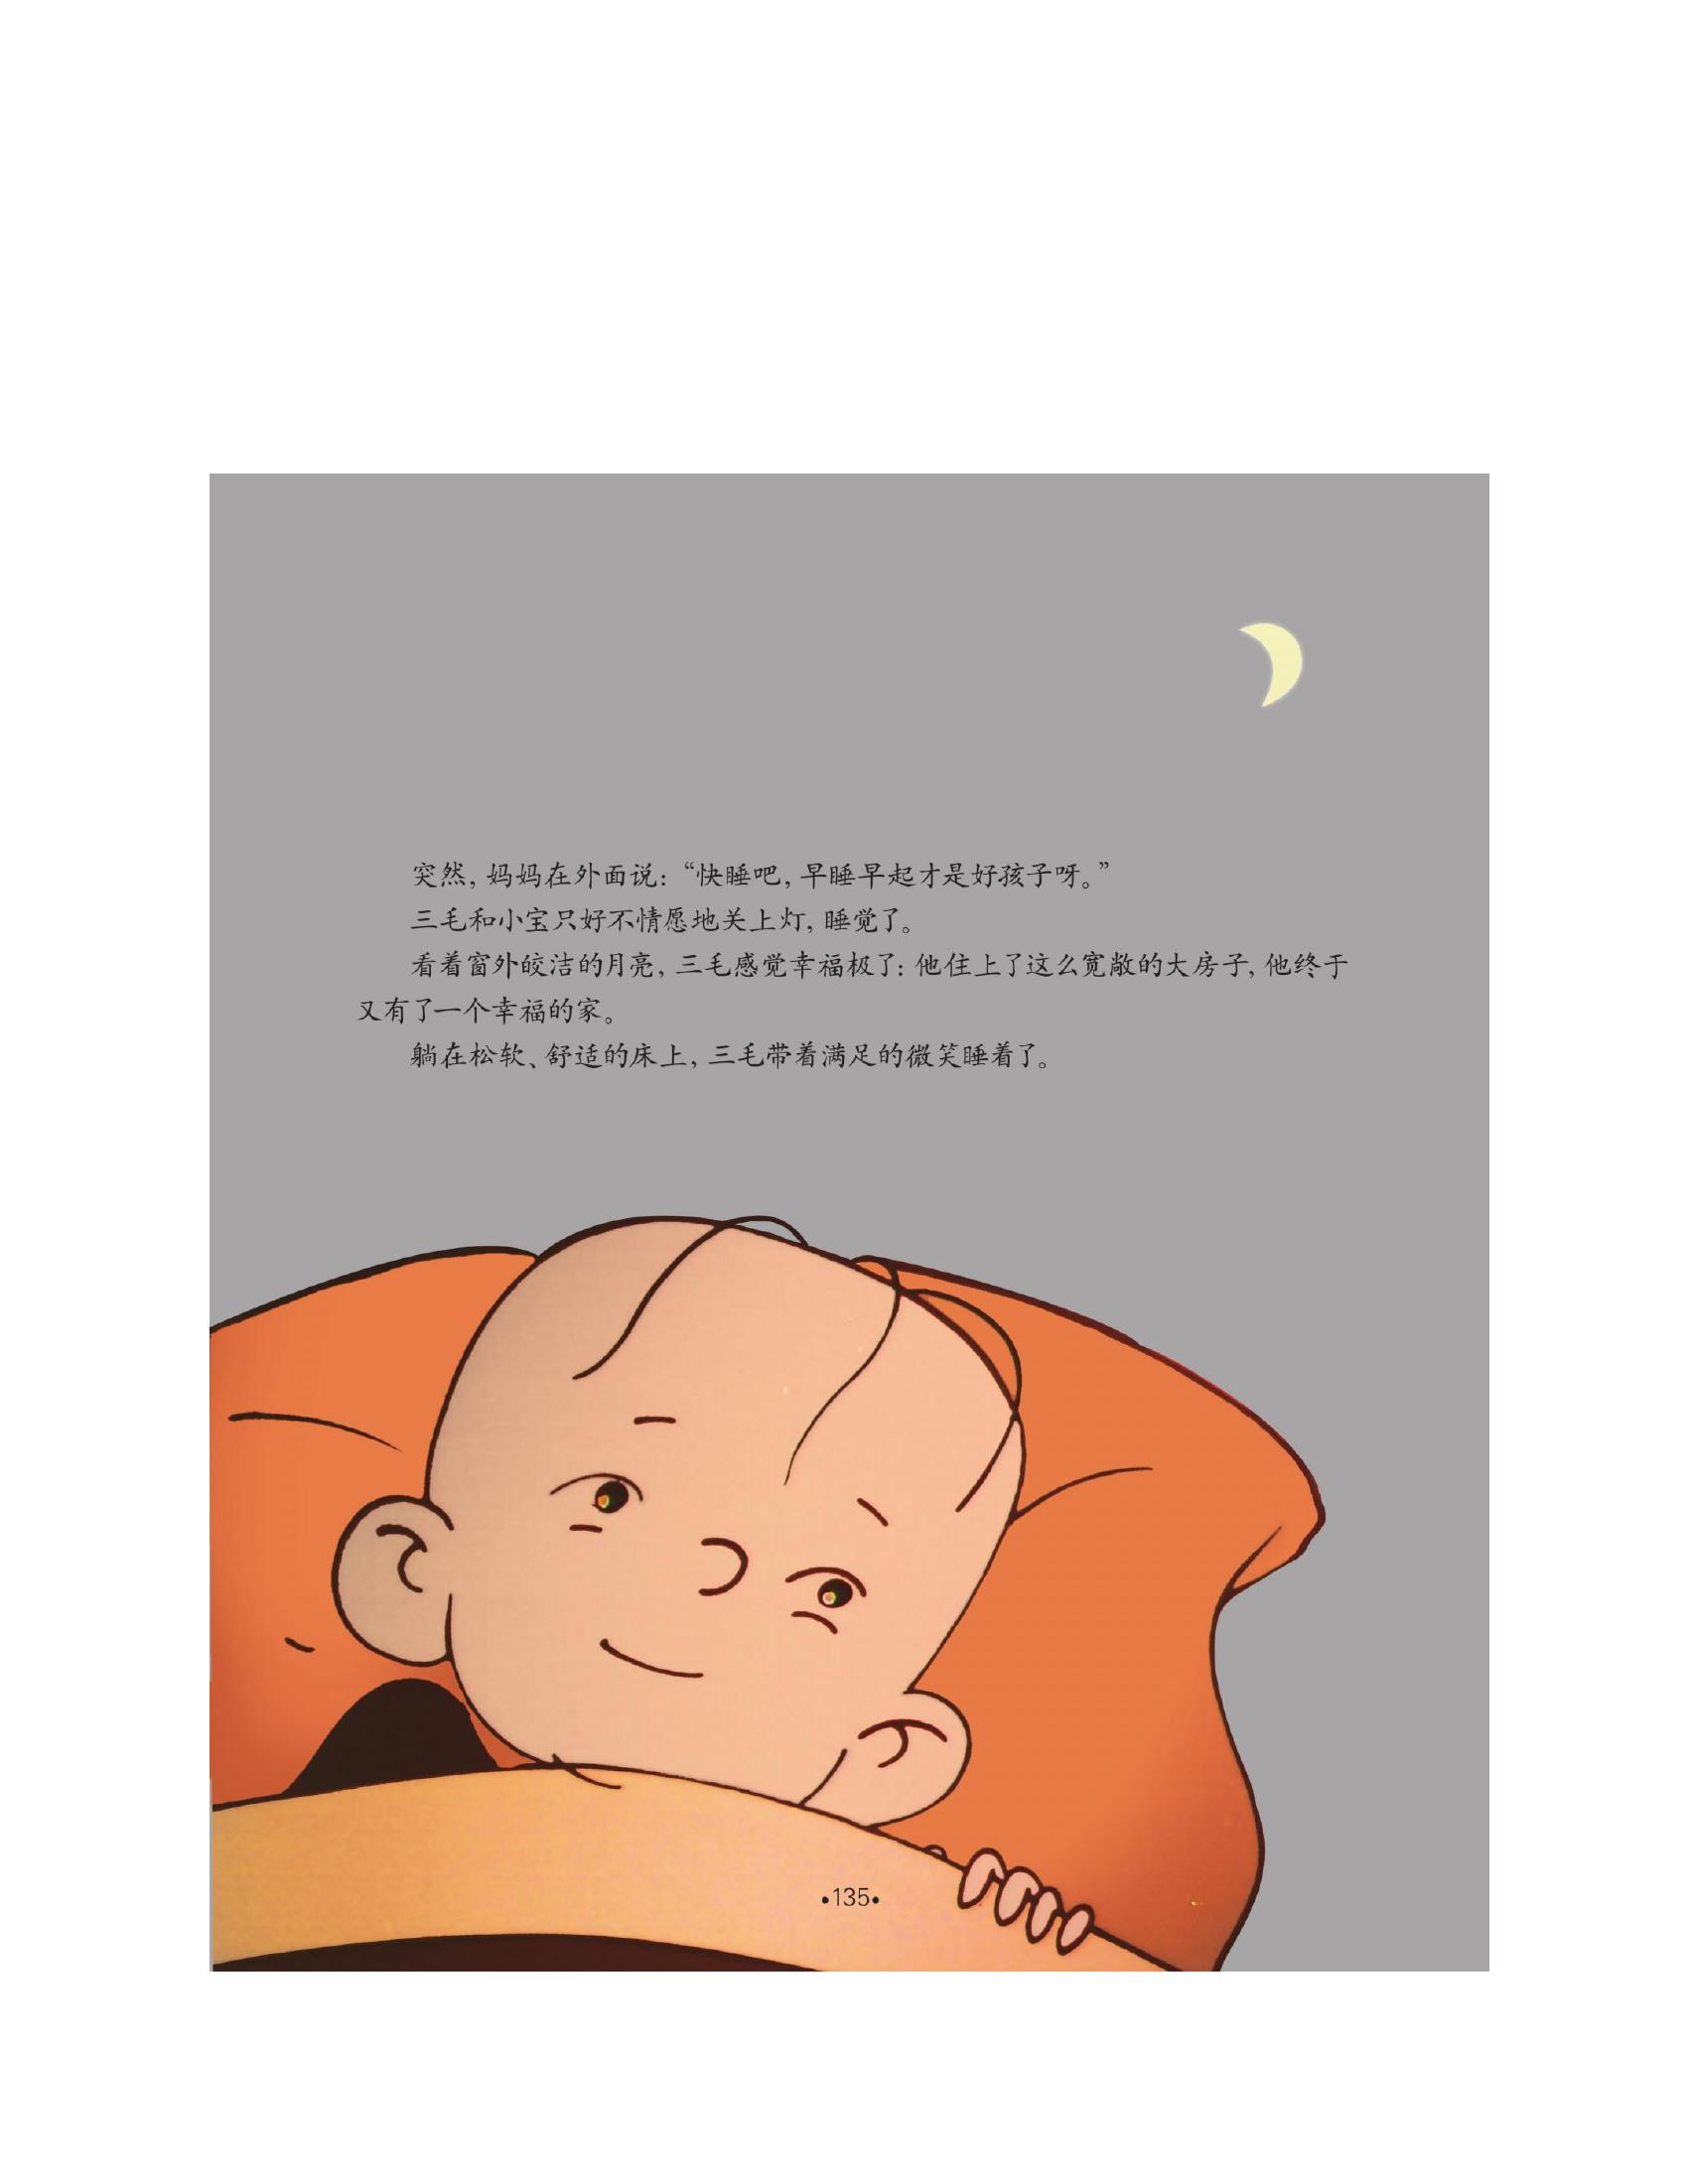 突然，妈妈在外面说：“快睡吧，早睡早起才是好孩子呀。”
三毛和小宝只好不情愿地关上灯，睡觉了。
看着窗外皎洁的月亮，三毛感觉幸福极了：他住上了这么宽敞的大房子，他终于
又有了一个幸福的家。
躺在松软、舒适的床上，三毛带着满足的微笑睡着了。
•135•